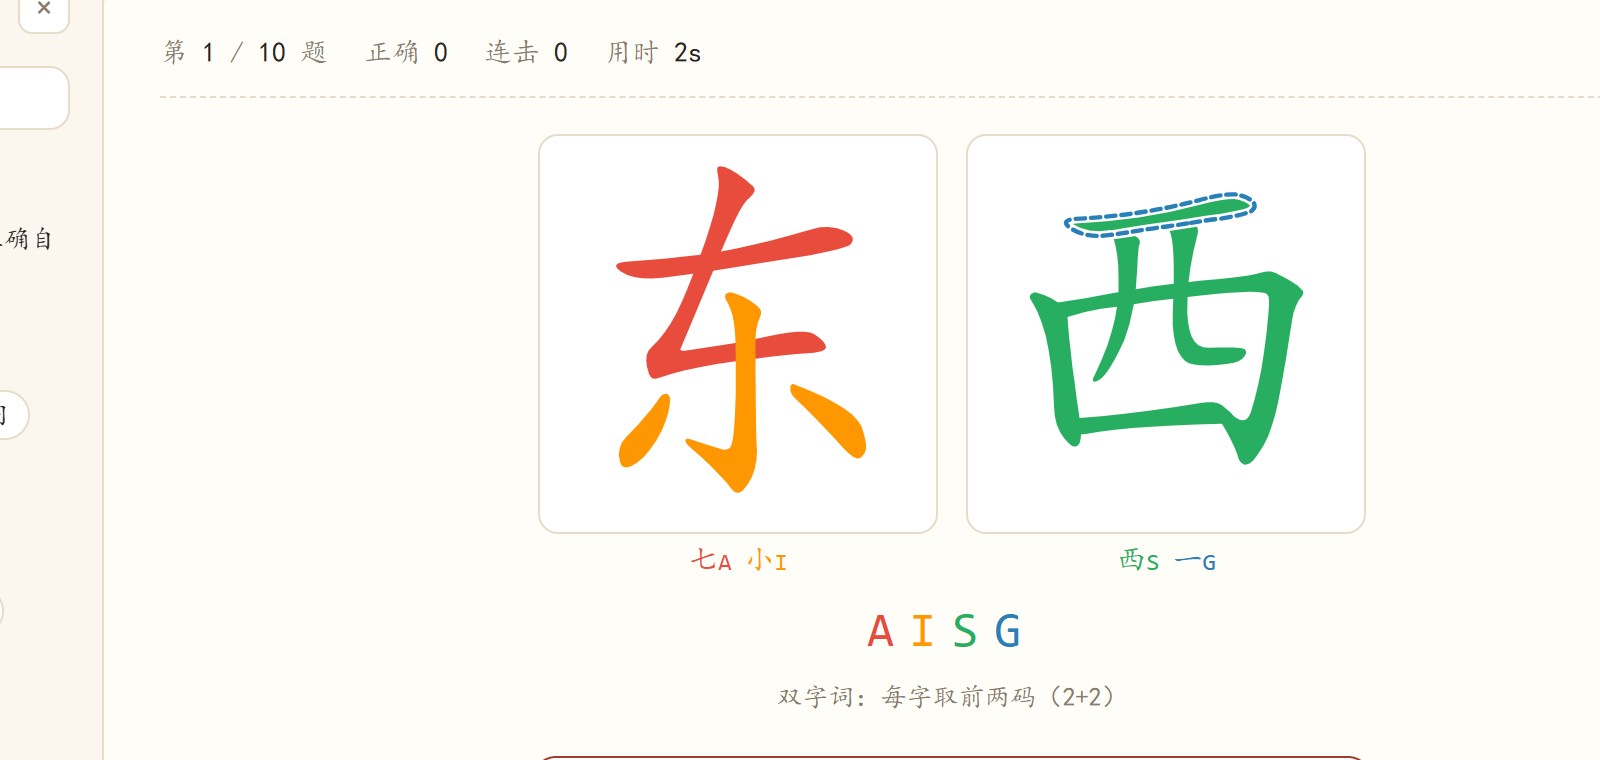 ×
第 1 / 10 题 正确 0 连击 0 用时 2s
确自
东 西
七A 小I 西S 一G
A I S G
双字词：每字取前两码（2+2）